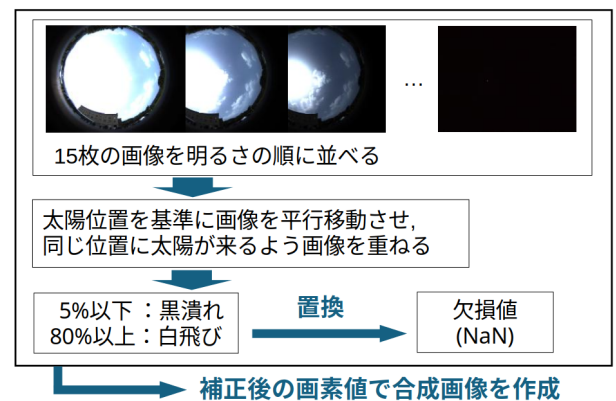 …
15枚の画像を明るさの順に並べる
太陽位置を基準に画像を平行移動させ,
同じ位置に太陽が来るよう画像を重ねる
5%以下：黒潰れ
80%以上：白飛び
置換
欠損値
(NaN)
補正後の画素値で合成画像を作成